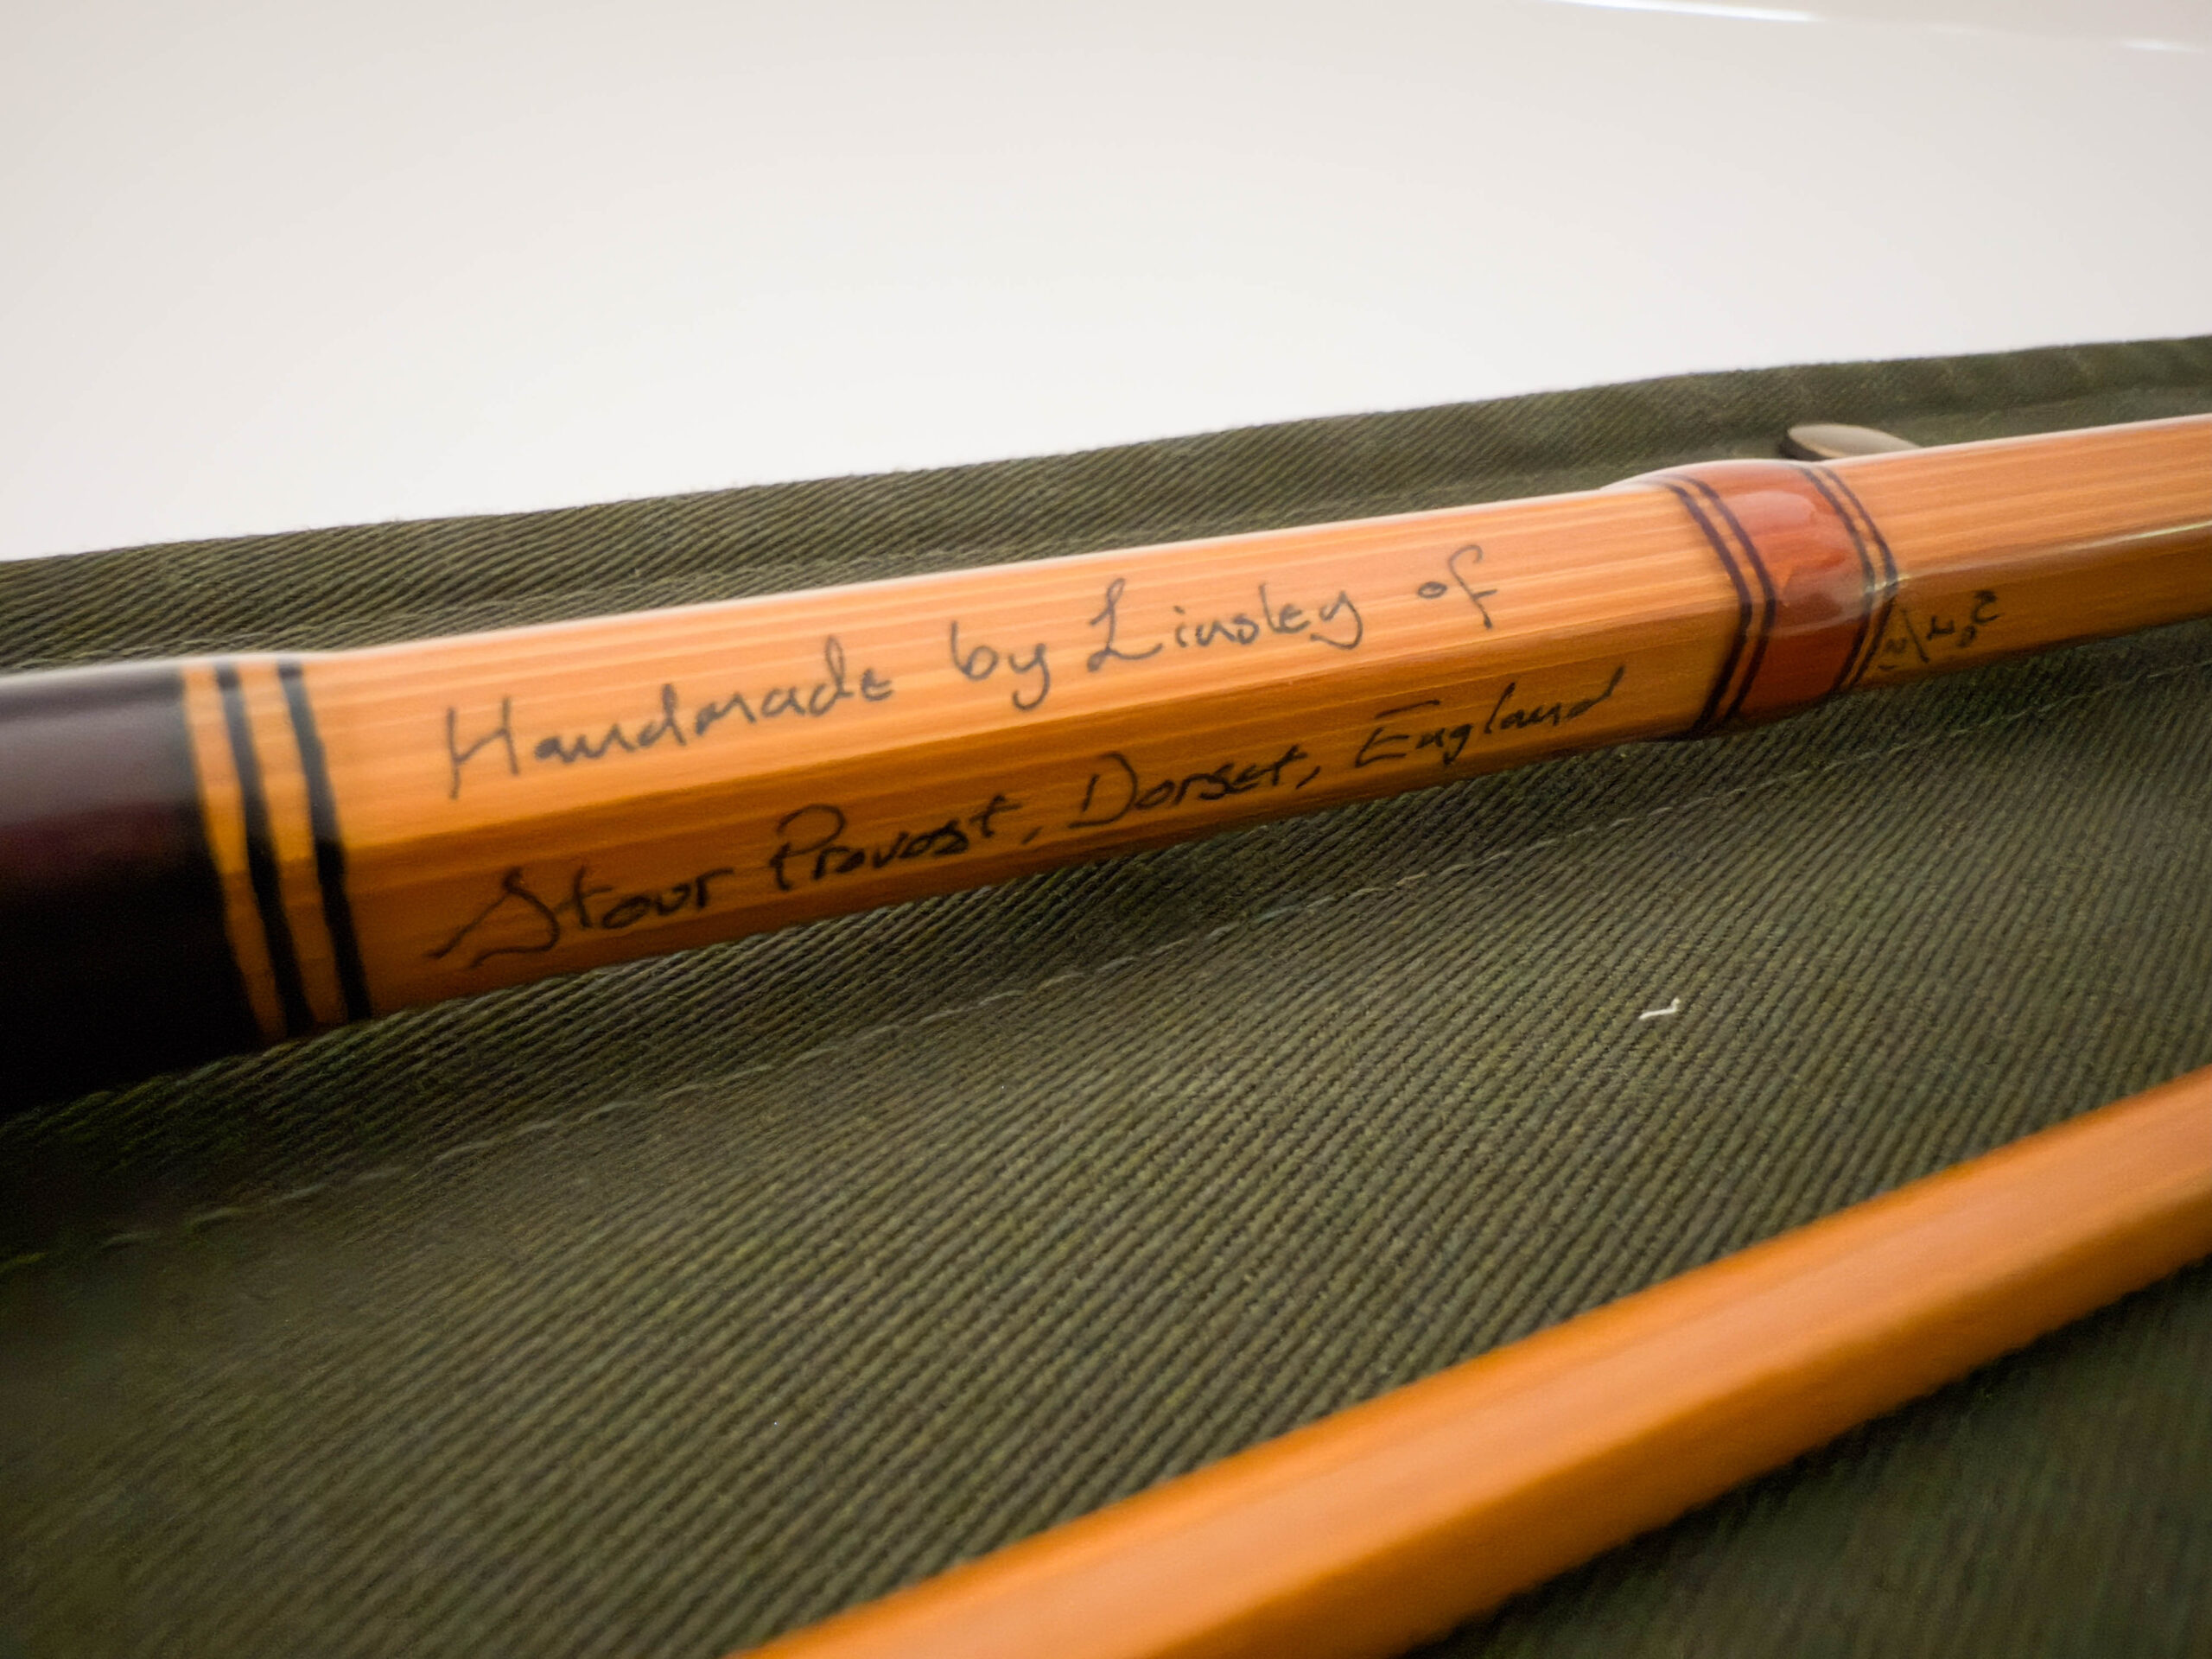 Handmade by Linsley of
Stour Provost, Dorset, England